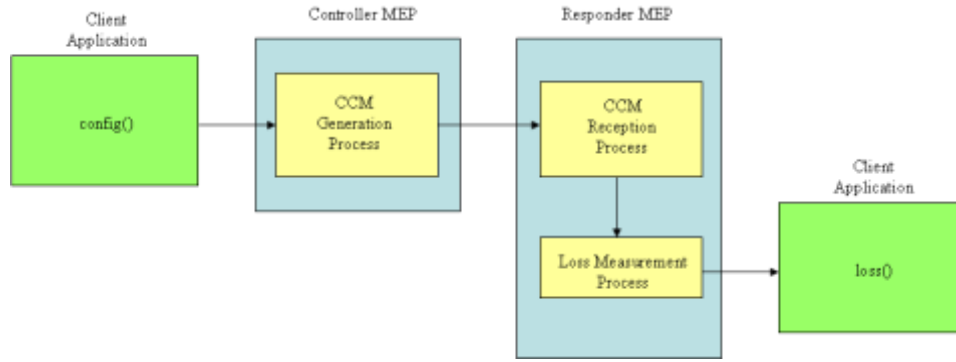 Client
Application
config()
Controller MEP
CCM
Generation
Process
Responder MEP
CCM
Reception
Process
Loss Measurement
Process
Client
Application
loss()